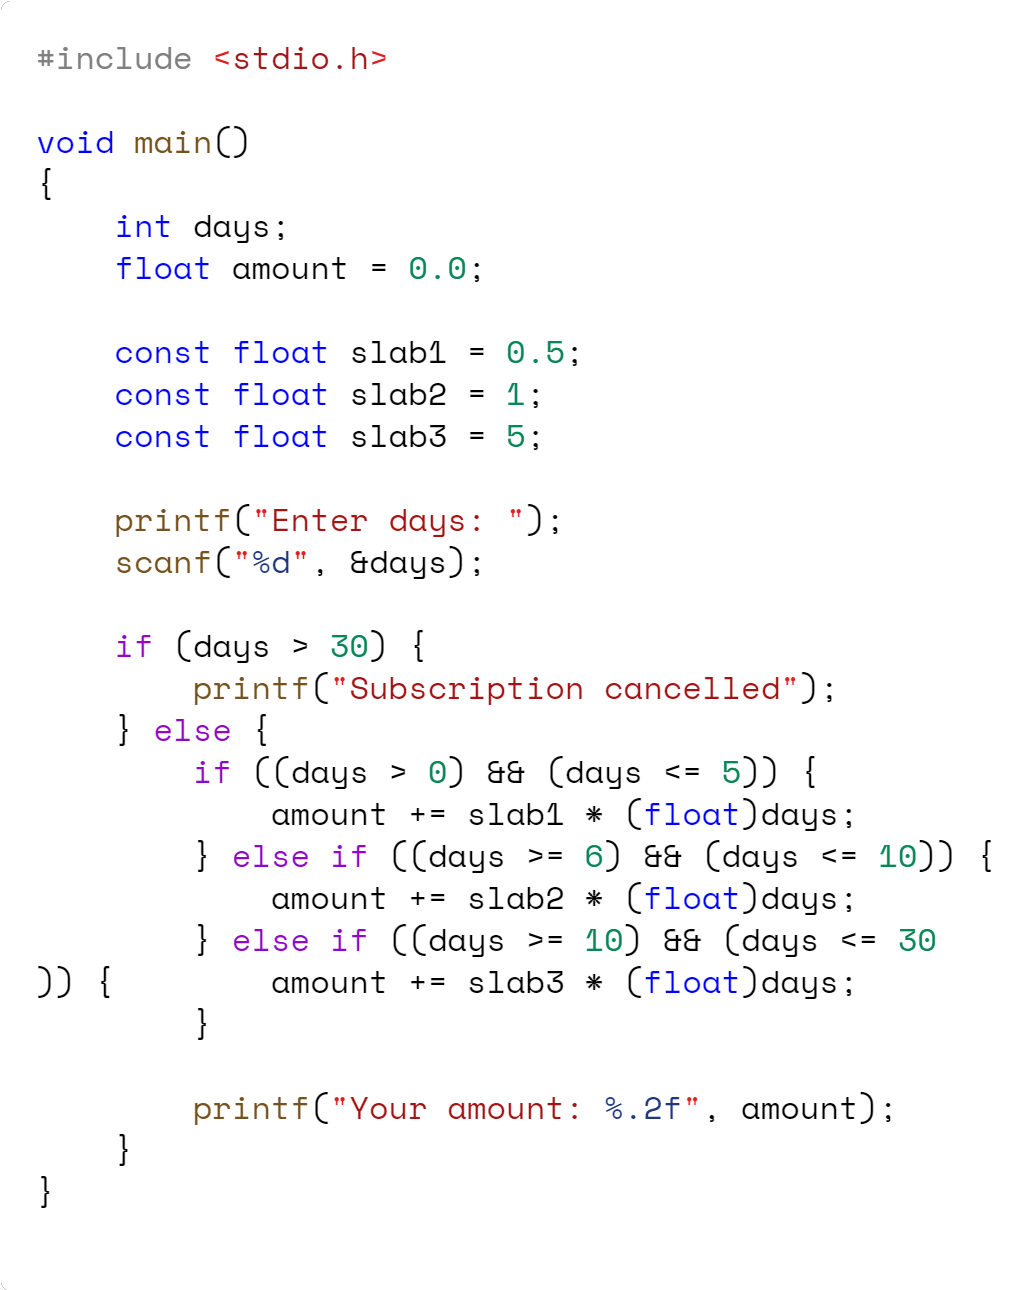 #include <stdio.h>

void main()
{
    int days;
    float amount = 0.0;

    const float slab1 = 0.5;
    const float slab2 = 1;
    const float slab3 = 5;

    printf("Enter days: ");
    scanf("%d", &days);

    if (days > 30) {
        printf("Subscription cancelled");
    } else {
        if ((days > 0) && (days <= 5)) {
            amount += slab1 * (float)days;
        } else if ((days >= 6) && (days <= 10)) {
            amount += slab2 * (float)days;
        } else if ((days >= 10) && (days <= 30
)) {        amount += slab3 * (float)days;
        }

        printf("Your amount: %.2f", amount);
    }
}